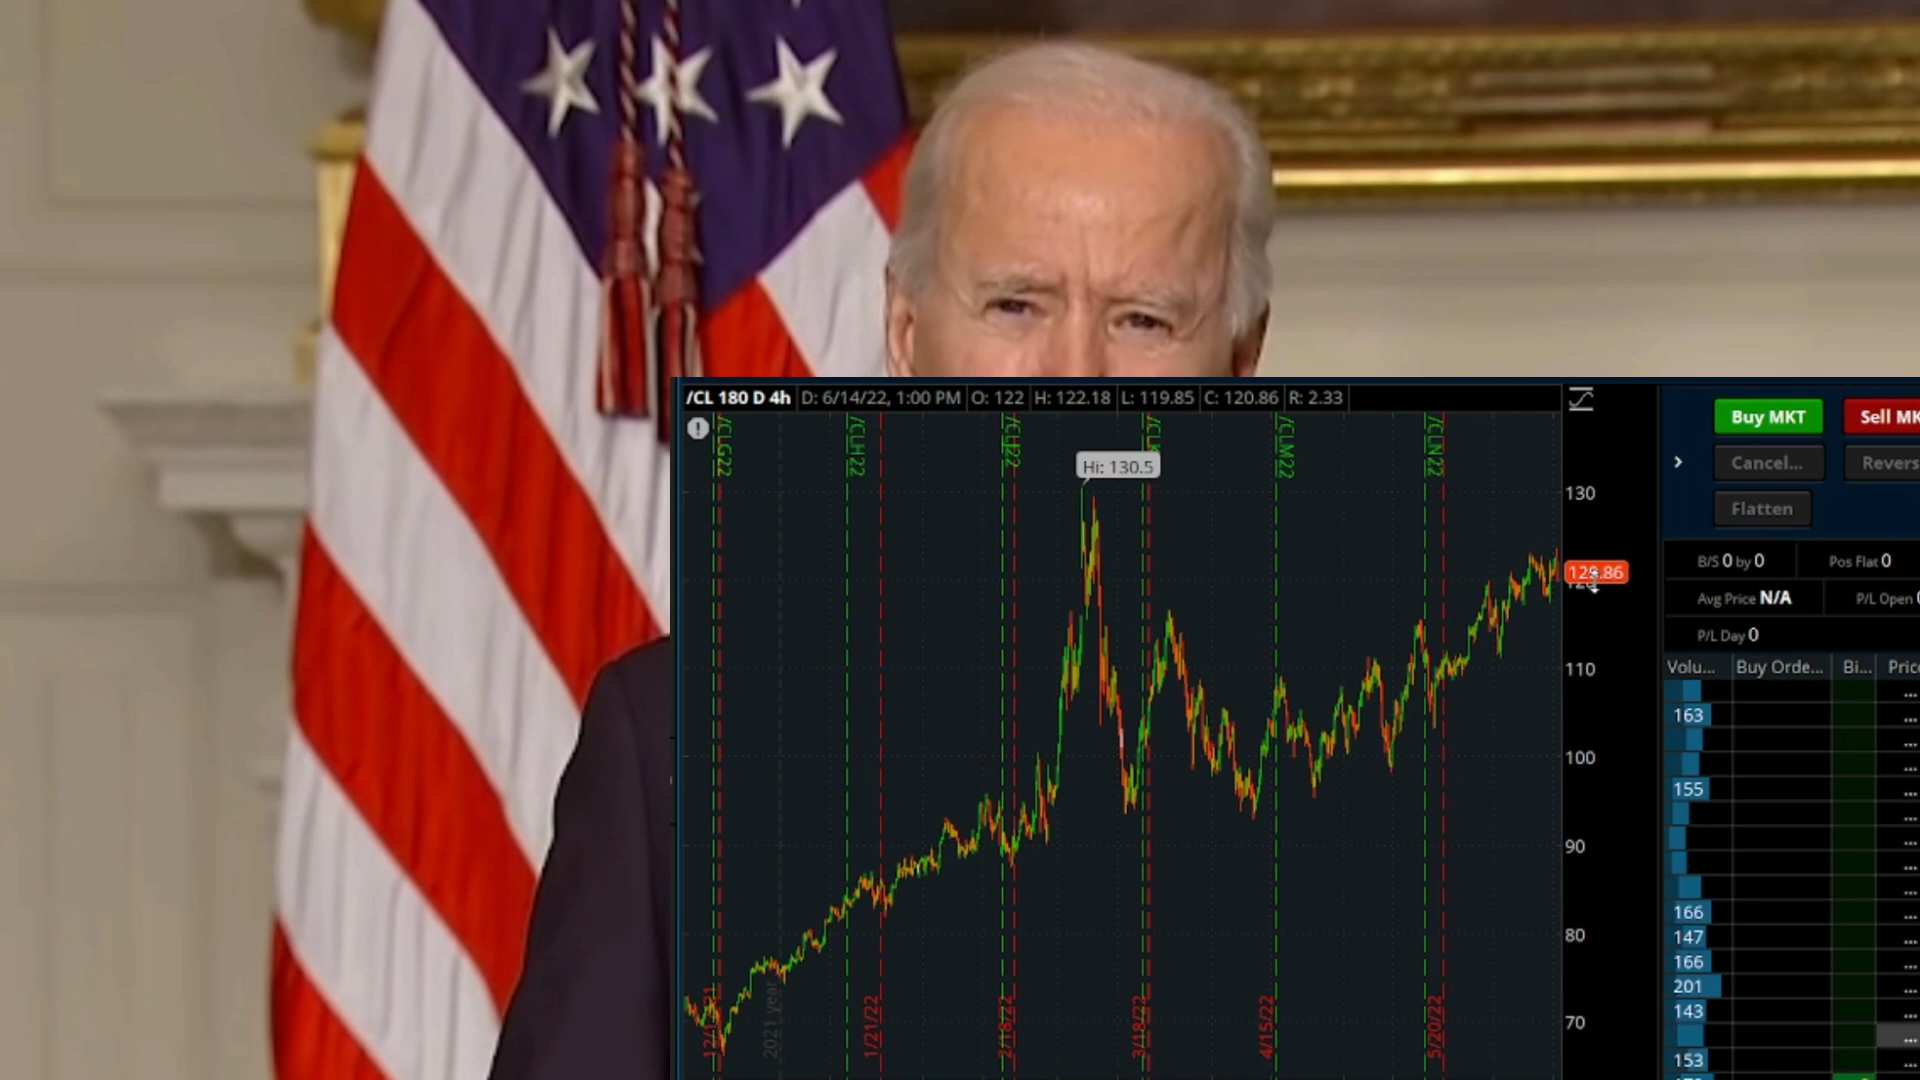 /CL 180 D 4h D: 6/14/22, 1:00 PM O: 122 H: 122.18 L: 119.85 C: 120.86 R: 2.33
Buy MKT Sell MK
Cancel... Revers
Flatten
/CLG22 /CLH22 /CLM22 /CLN22
Hi: 130.5
130
110
100
90
80
70
B/S 0 by 0 Pos Flat 0
Avg Price N/A P/L Open
P/L Day 0
Volu... Buy Orde... Bi... Price
163
155
166
147
166
201
143
153
2021 year 1/21/22 2/18/22 3/18/22 4/15/22 5/20/22